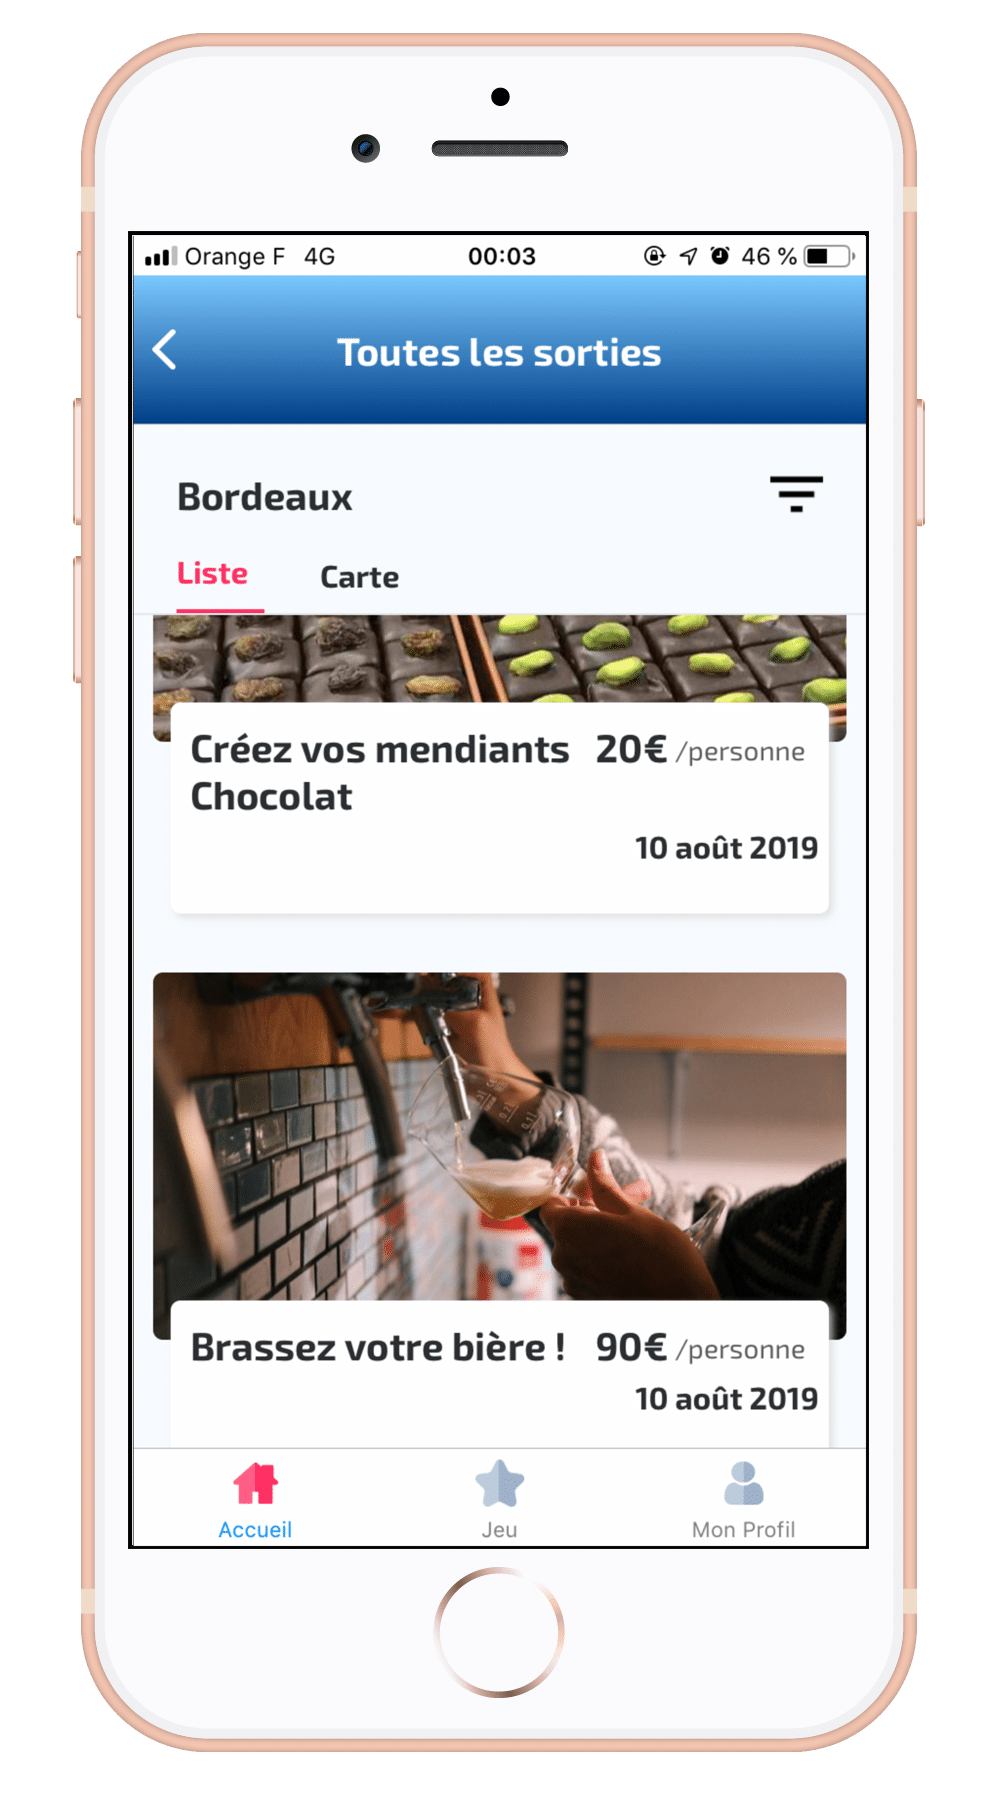 Orange F 4G 00:03 46 %
Toutes les sorties
Bordeaux
Liste Carte
Créez vos mendiants 20€ /personne
Chocolat
10 août 2019
Brassez votre bière ! 90€ /personne
10 août 2019
Accueil Jeu Mon Profil